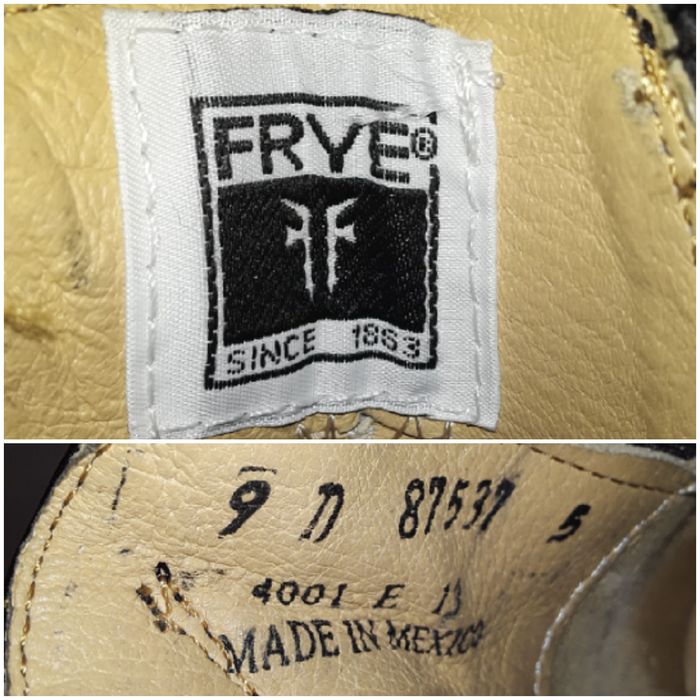 FRYE®
SINCE 1863
9 D 87537 5
4001 E 13
MADE IN MEXICO